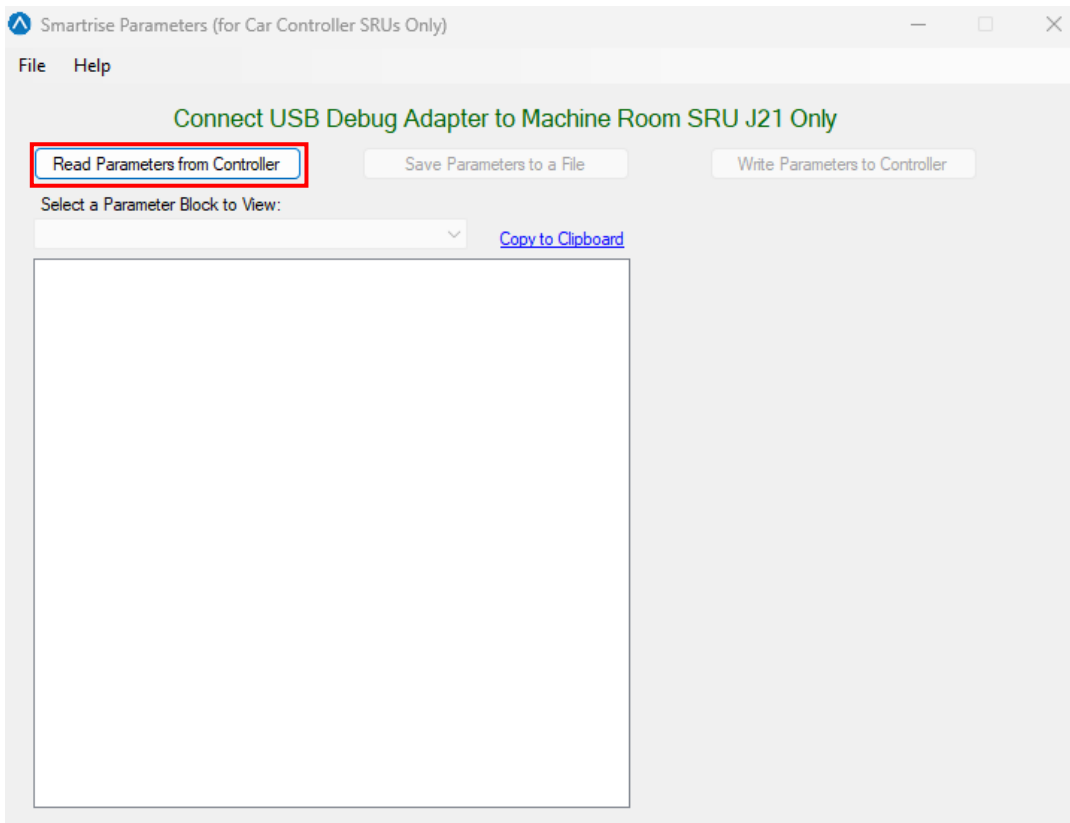 Smartrise Parameters (for Car Controller SRUs Only)
File Help
Connect USB Debug Adapter to Machine Room SRU J21 Only
Read Parameters from Controller Save Parameters to a File Write Parameters to Controller
Select a Parameter Block to View:
Copy to Clipboard